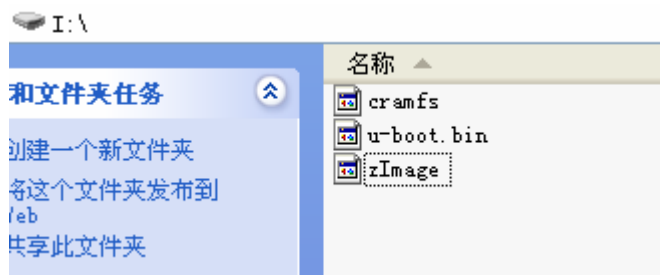 I:\
名称
和文件夹任务
创建一个新文件夹
将这个文件夹发布到
Web
共享此文件夹
cramfs
u-boot.bin
zImage